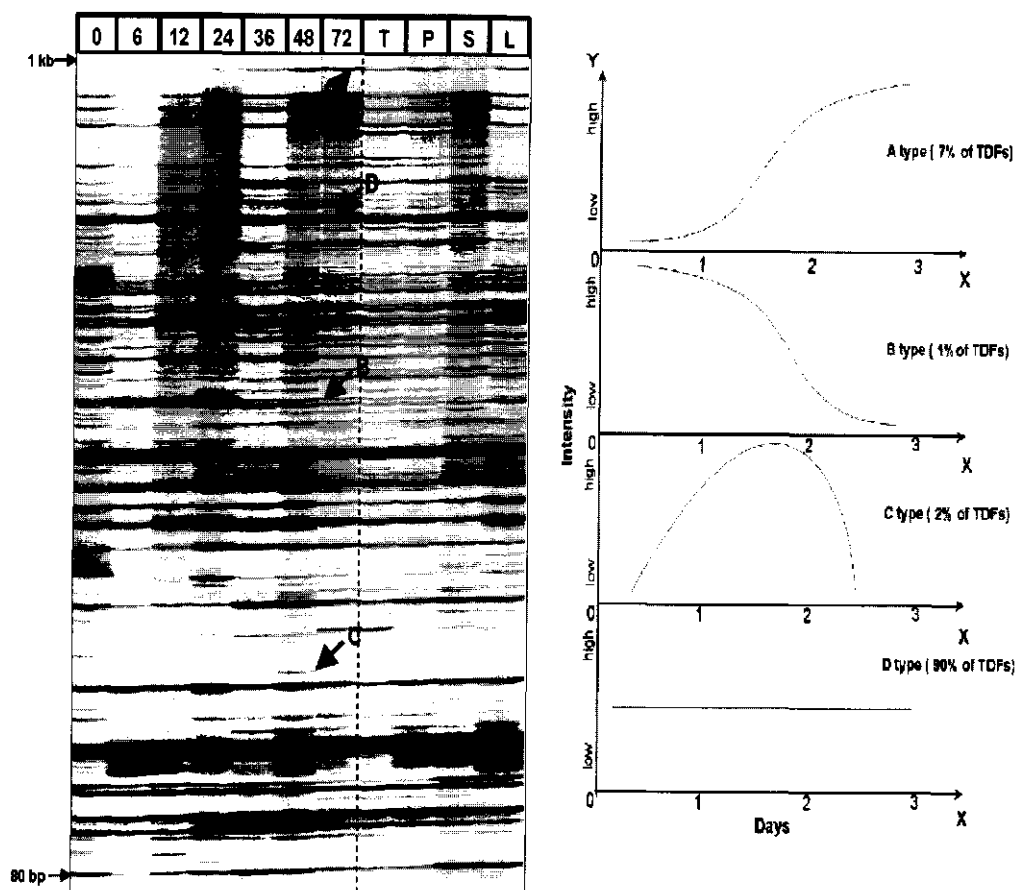 0 6 12 24 36 48 72 T P S L
1 kb
D
B
C
80 bp
Y
high
low
A type ( 7% of TDFs)
0 1 2 3 X
high
low
B type ( 1% of TDFs)
Intensity
0 1 2 3 X
high
low
C type ( 2% of TDFs)
0 1 2 3 X
high
low
D type ( 90% of TDFs)
0 1 2 3 X
Days